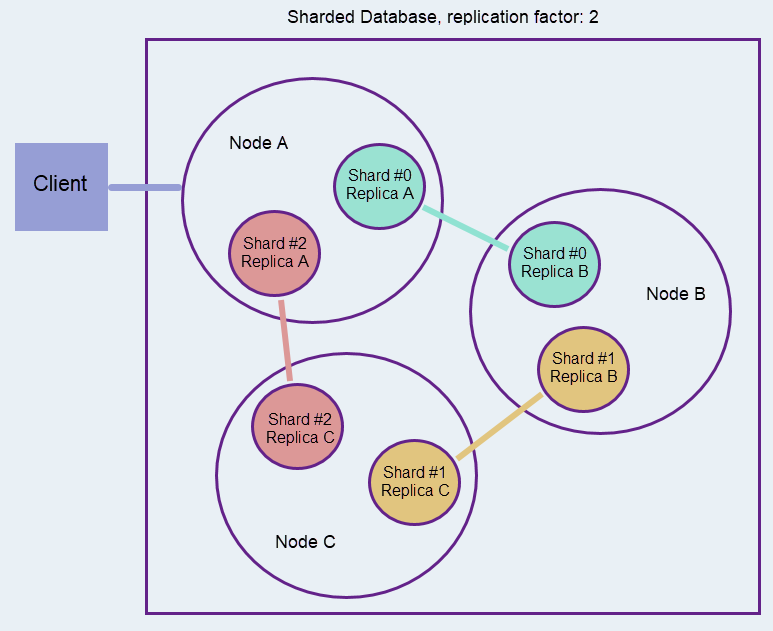 Sharded Database, replication factor: 2
Client
Node A
Shard #0
Replica A
Shard #2
Replica A
Shard #0
Replica B
Node B
Shard #1
Replica B
Shard #2
Replica C
Shard #1
Replica C
Node C